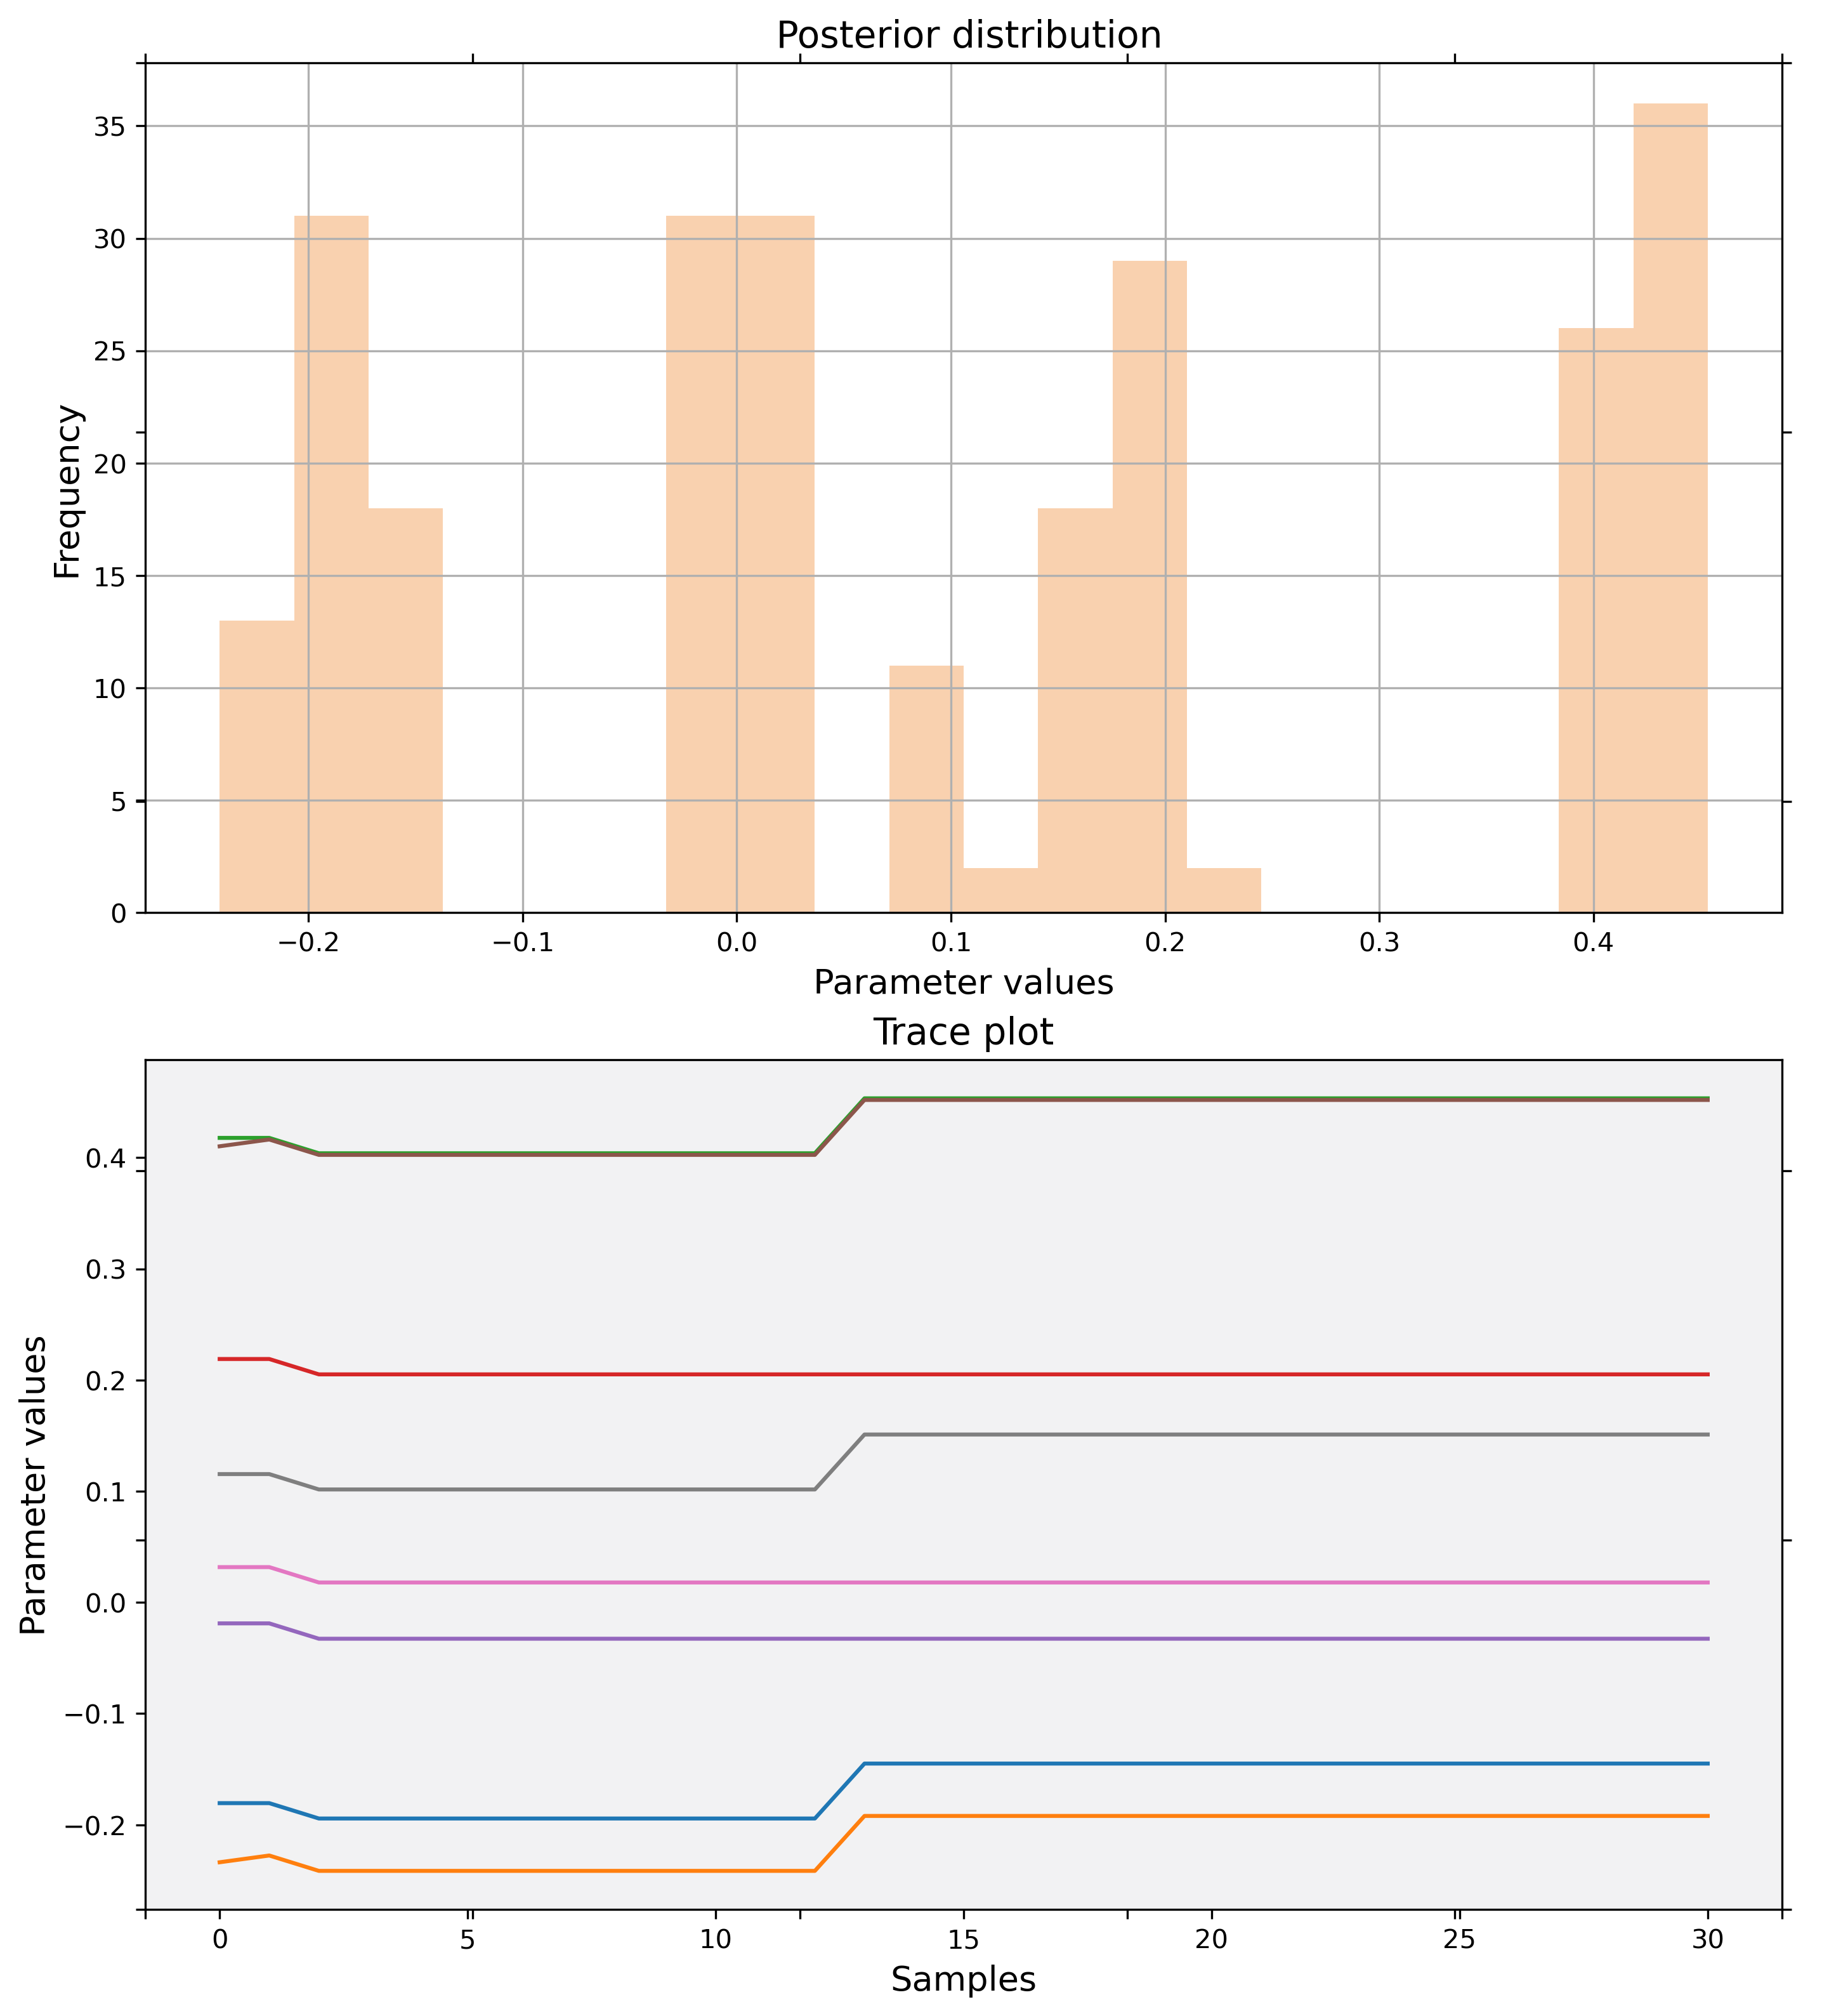 Posterior distribution
Frequency
35
30
25
20
15
10
5
0
−0.2 −0.1 0.0 0.1 0.2 0.3 0.4
Parameter values
Trace plot
Parameter values
0.4
0.3
0.2
0.1
0.0
−0.1
−0.2
0 5 10 15 20 25 30
Samples